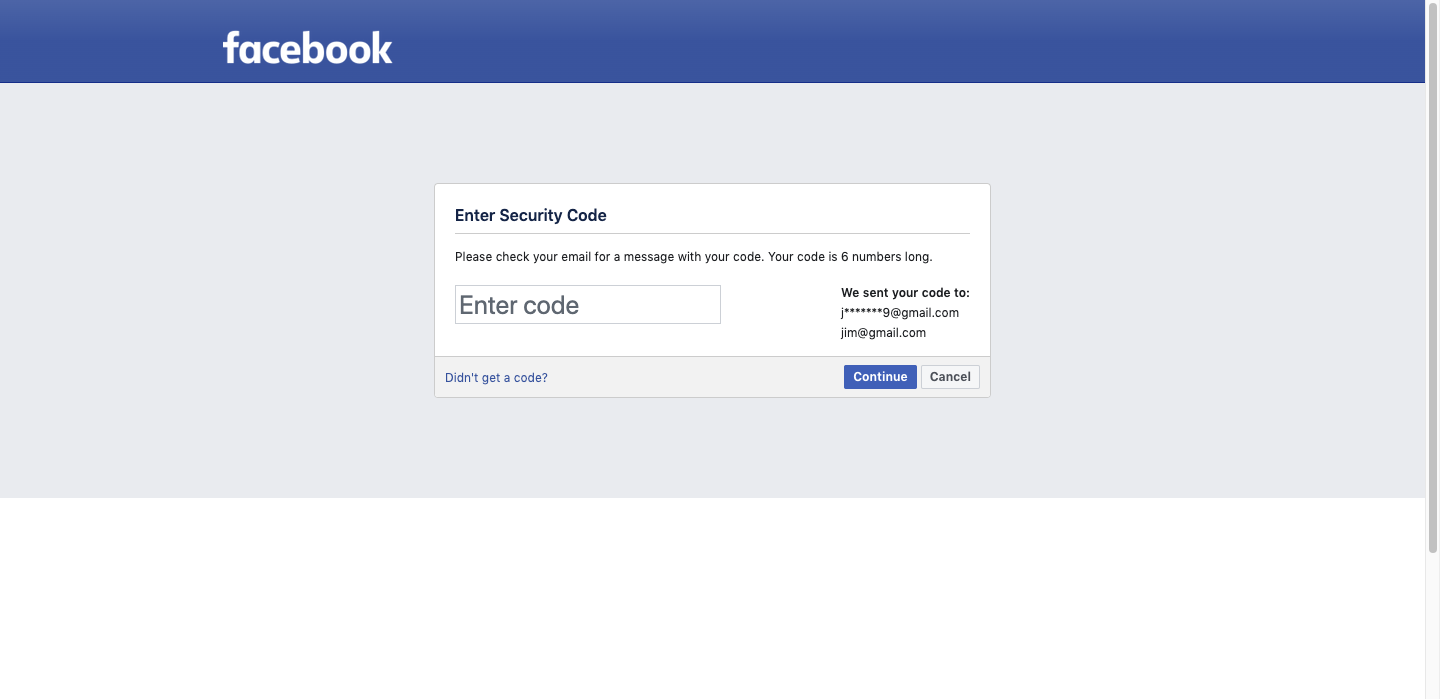 facebook
Enter Security Code
Please check your email for a message with your code. Your code is 6 numbers long.
Enter code
We sent your code to:
j*******9@gmail.com
jim@gmail.com
Didn't get a code?
Continue
Cancel